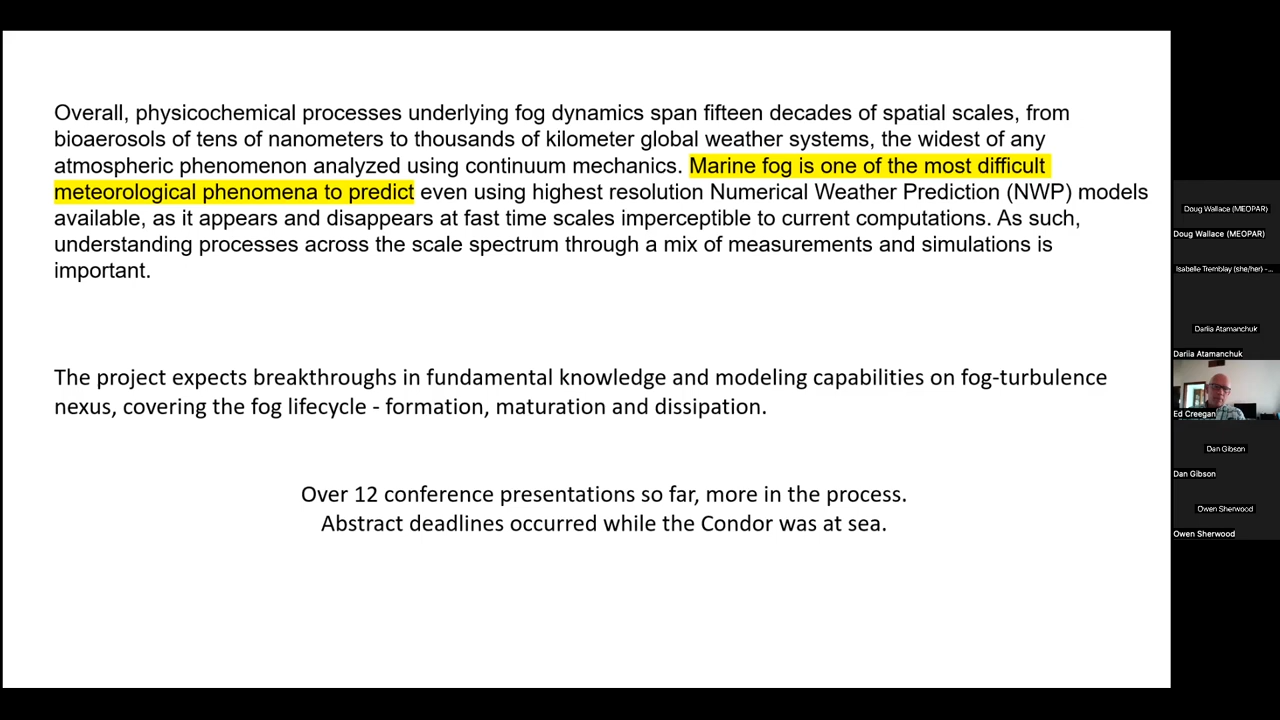 Overall, physicochemical processes underlying fog dynamics span fifteen decades of spatial scales, from
bioaerosols of tens of nanometers to thousands of kilometer global weather systems, the widest of any
atmospheric phenomenon analyzed using continuum mechanics. Marine fog is one of the most difficult
meteorological phenomena to predict even using highest resolution Numerical Weather Prediction (NWP) models
available, as it appears and disappears at fast time scales imperceptible to current computations. As such,
understanding processes across the scale spectrum through a mix of measurements and simulations is
important.
The project expects breakthroughs in fundamental knowledge and modeling capabilities on fog-turbulence
nexus, covering the fog lifecycle - formation, maturation and dissipation.
Over 12 conference presentations so far, more in the process.
Abstract deadlines occurred while the Condor was at sea.
Doug Wallace (MEOPAR)
Doug Wallace (MEOPAR)
Isabelle Tremblay (she/her) -...
Dariia Atamanchuk
Dariia Atamanchuk
Ed Creegan
Dan Gibson
Dan Gibson
Owen Sherwood
Owen Sherwood